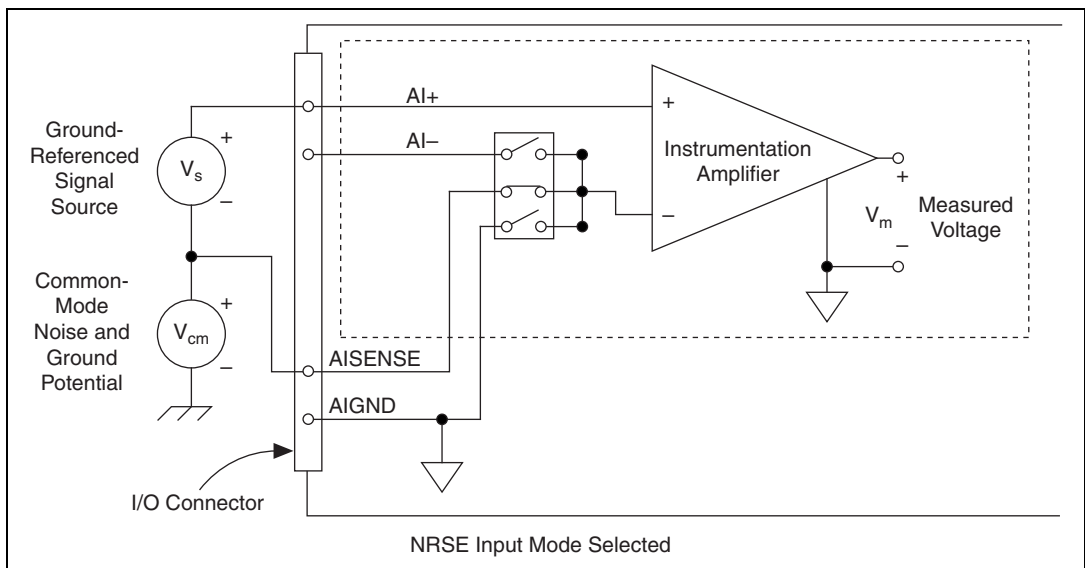 Ground-
Referenced
Signal
Source
+
Vs
–
Common-
Mode
Noise and
Ground
Potential
+
Vcm
–
I/O Connector
AI+
AI–
AISENSE
AIGND
+
–
Instrumentation
Amplifier
+
Vm
–
Measured
Voltage
NRSE Input Mode Selected